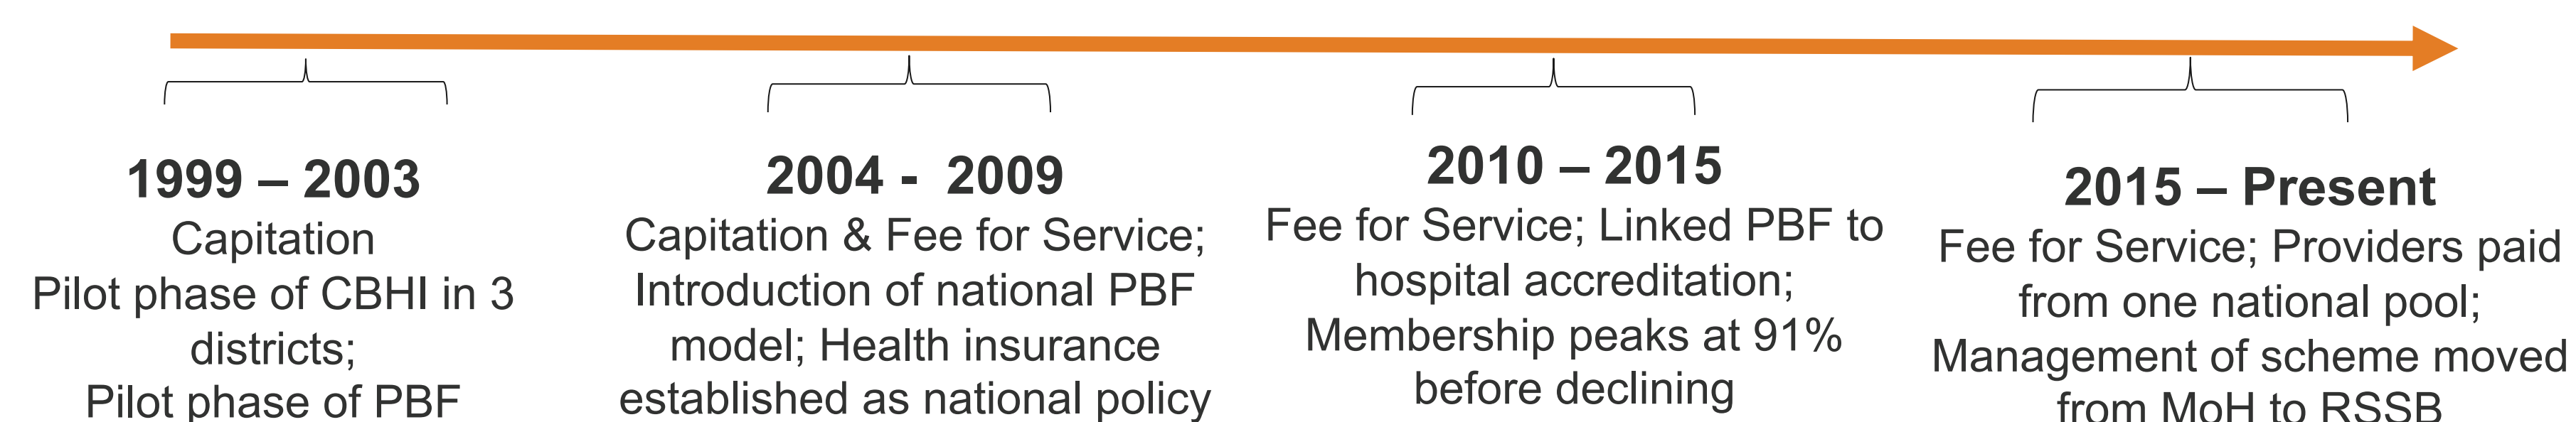 1999 – 2003
Capitation
Pilot phase of CBHI in 3
districts;
Pilot phase of PBF
2004 - 2009
Capitation & Fee for Service;
Introduction of national PBF
model; Health insurance
established as national policy
2010 – 2015
Fee for Service; Linked PBF to
hospital accreditation;
Membership peaks at 91%
before declining
2015 – Present
Fee for Service; Providers paid
from one national pool;
Management of scheme moved
from MoH to RSSB